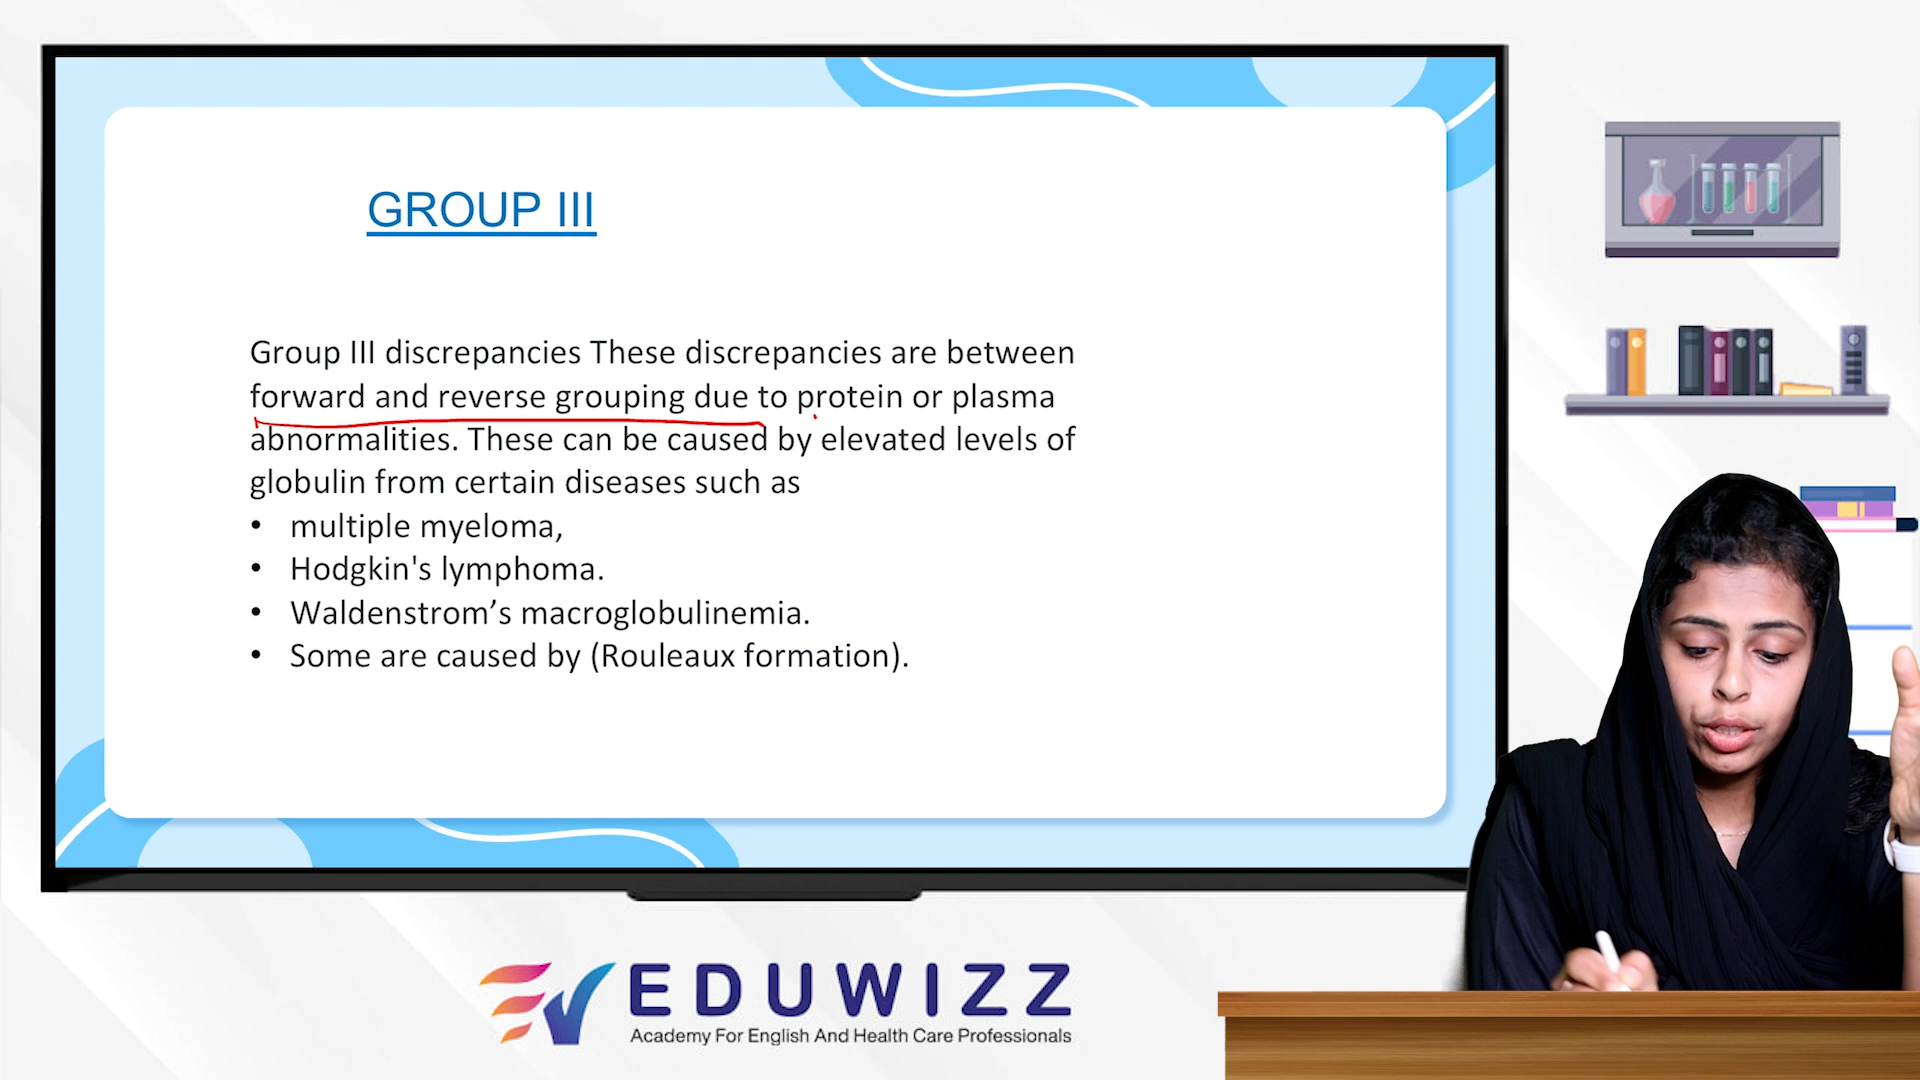 GROUP III
Group III discrepancies These discrepancies are between
forward and reverse grouping due to protein or plasma
abnormalities. These can be caused by elevated levels of
globulin from certain diseases such as
• multiple myeloma,
• Hodgkin's lymphoma.
• Waldenstrom’s macroglobulinemia.
• Some are caused by (Rouleaux formation).
EDUWIZZ
Academy For English And Health Care Professionals